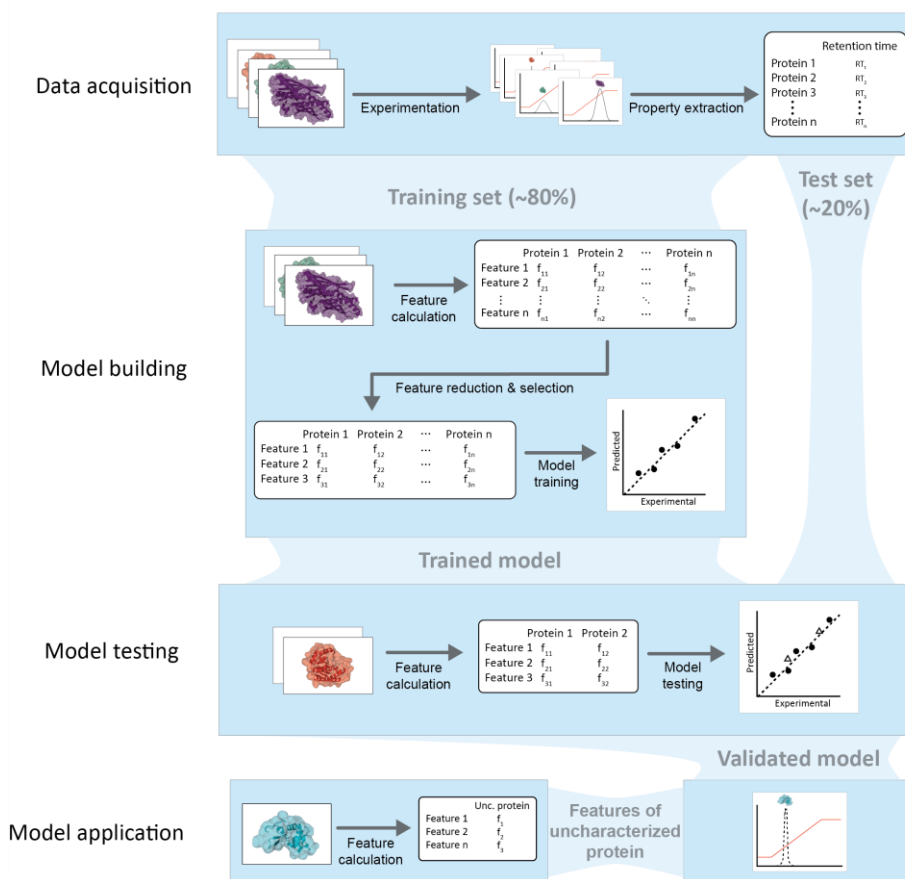 Data acquisition
Experimentation
Property extraction
Retention time
Protein 1 RT1
Protein 2 RT2
Protein 3 RT3
⋮ ⋮
Protein n RTn
Training set (~80%)
Test set
(~20%)
Model building
Feature
calculation
Protein 1 Protein 2 ... Protein n
Feature 1 f11 f12 ... f1n
Feature 2 f21 f22 ... f2n
⋮ ⋮ ⋮ ⋱ ⋮
Feature n fn1 fn2 ... fnn
Feature reduction & selection
Protein 1 Protein 2 ... Protein n
Feature 1 f11 f12 ... f1n
Feature 2 f21 f22 ... f2n
Feature 3 f31 f32 ... f3n
Model
training
Predicted
Experimental
Trained model
Model testing
Feature
calculation
Protein 1 Protein 2
Feature 1 f11 f12
Feature 2 f21 f22
Feature 3 f31 f32
Model
testing
Predicted
Experimental
Validated model
Model application
Feature
calculation
Unc. protein
Feature 1 f1
Feature 2 f2
Feature n f3
Features of
uncharacterized
protein